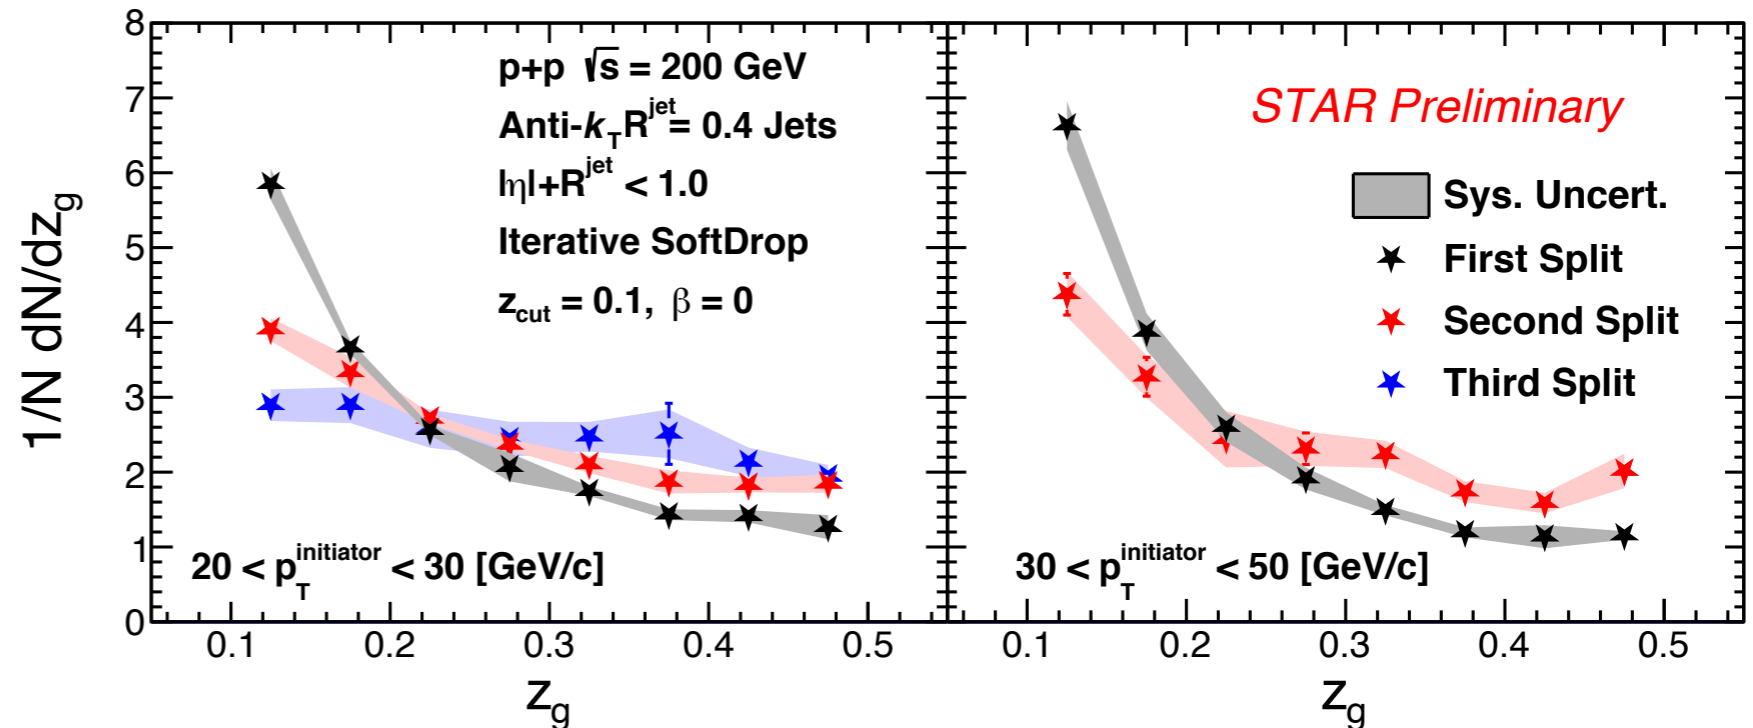 1/N dN/dz_g
8
7
6
5
4
3
2
1
0
p+p √s = 200 GeV
Anti-k_T R^jet = 0.4 Jets
|η|+R^jet < 1.0
Iterative SoftDrop
z_cut = 0.1, β = 0
20 < p_T^initiator < 30 [GeV/c]
0.1 0.2 0.3 0.4 0.5
z_g
STAR Preliminary
Sys. Uncert.
First Split
Second Split
Third Split
30 < p_T^initiator < 50 [GeV/c]
0.1 0.2 0.3 0.4 0.5
z_g